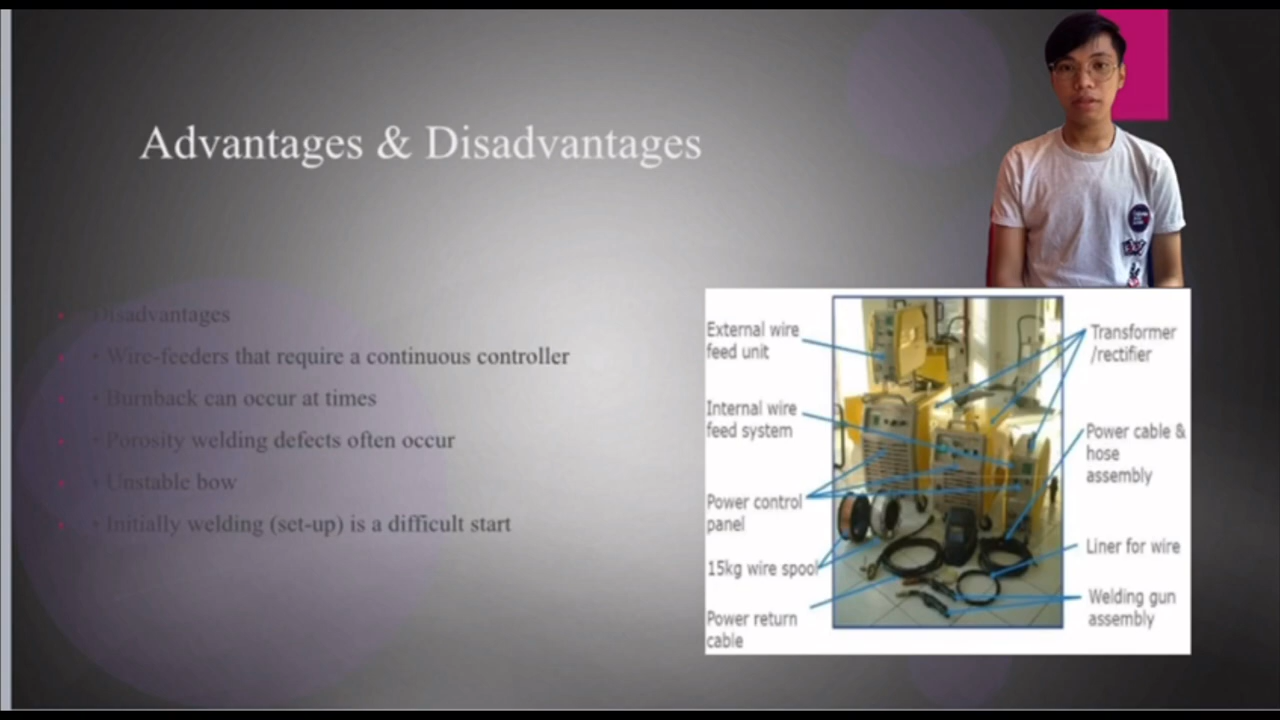 Advantages & Disadvantages
Disadvantages
• Wire-feeders that require a continuous controller
• Burnback can occur at times
• Porosity welding defects often occur
• Unstable bow
• Initially welding (set-up) is a difficult start
External wire
feed unit
Internal wire
feed system
Power control
panel
15kg wire spool
Power return
cable
Transformer
/rectifier
Power cable &
hose
assembly
Liner for wire
Welding gun
assembly